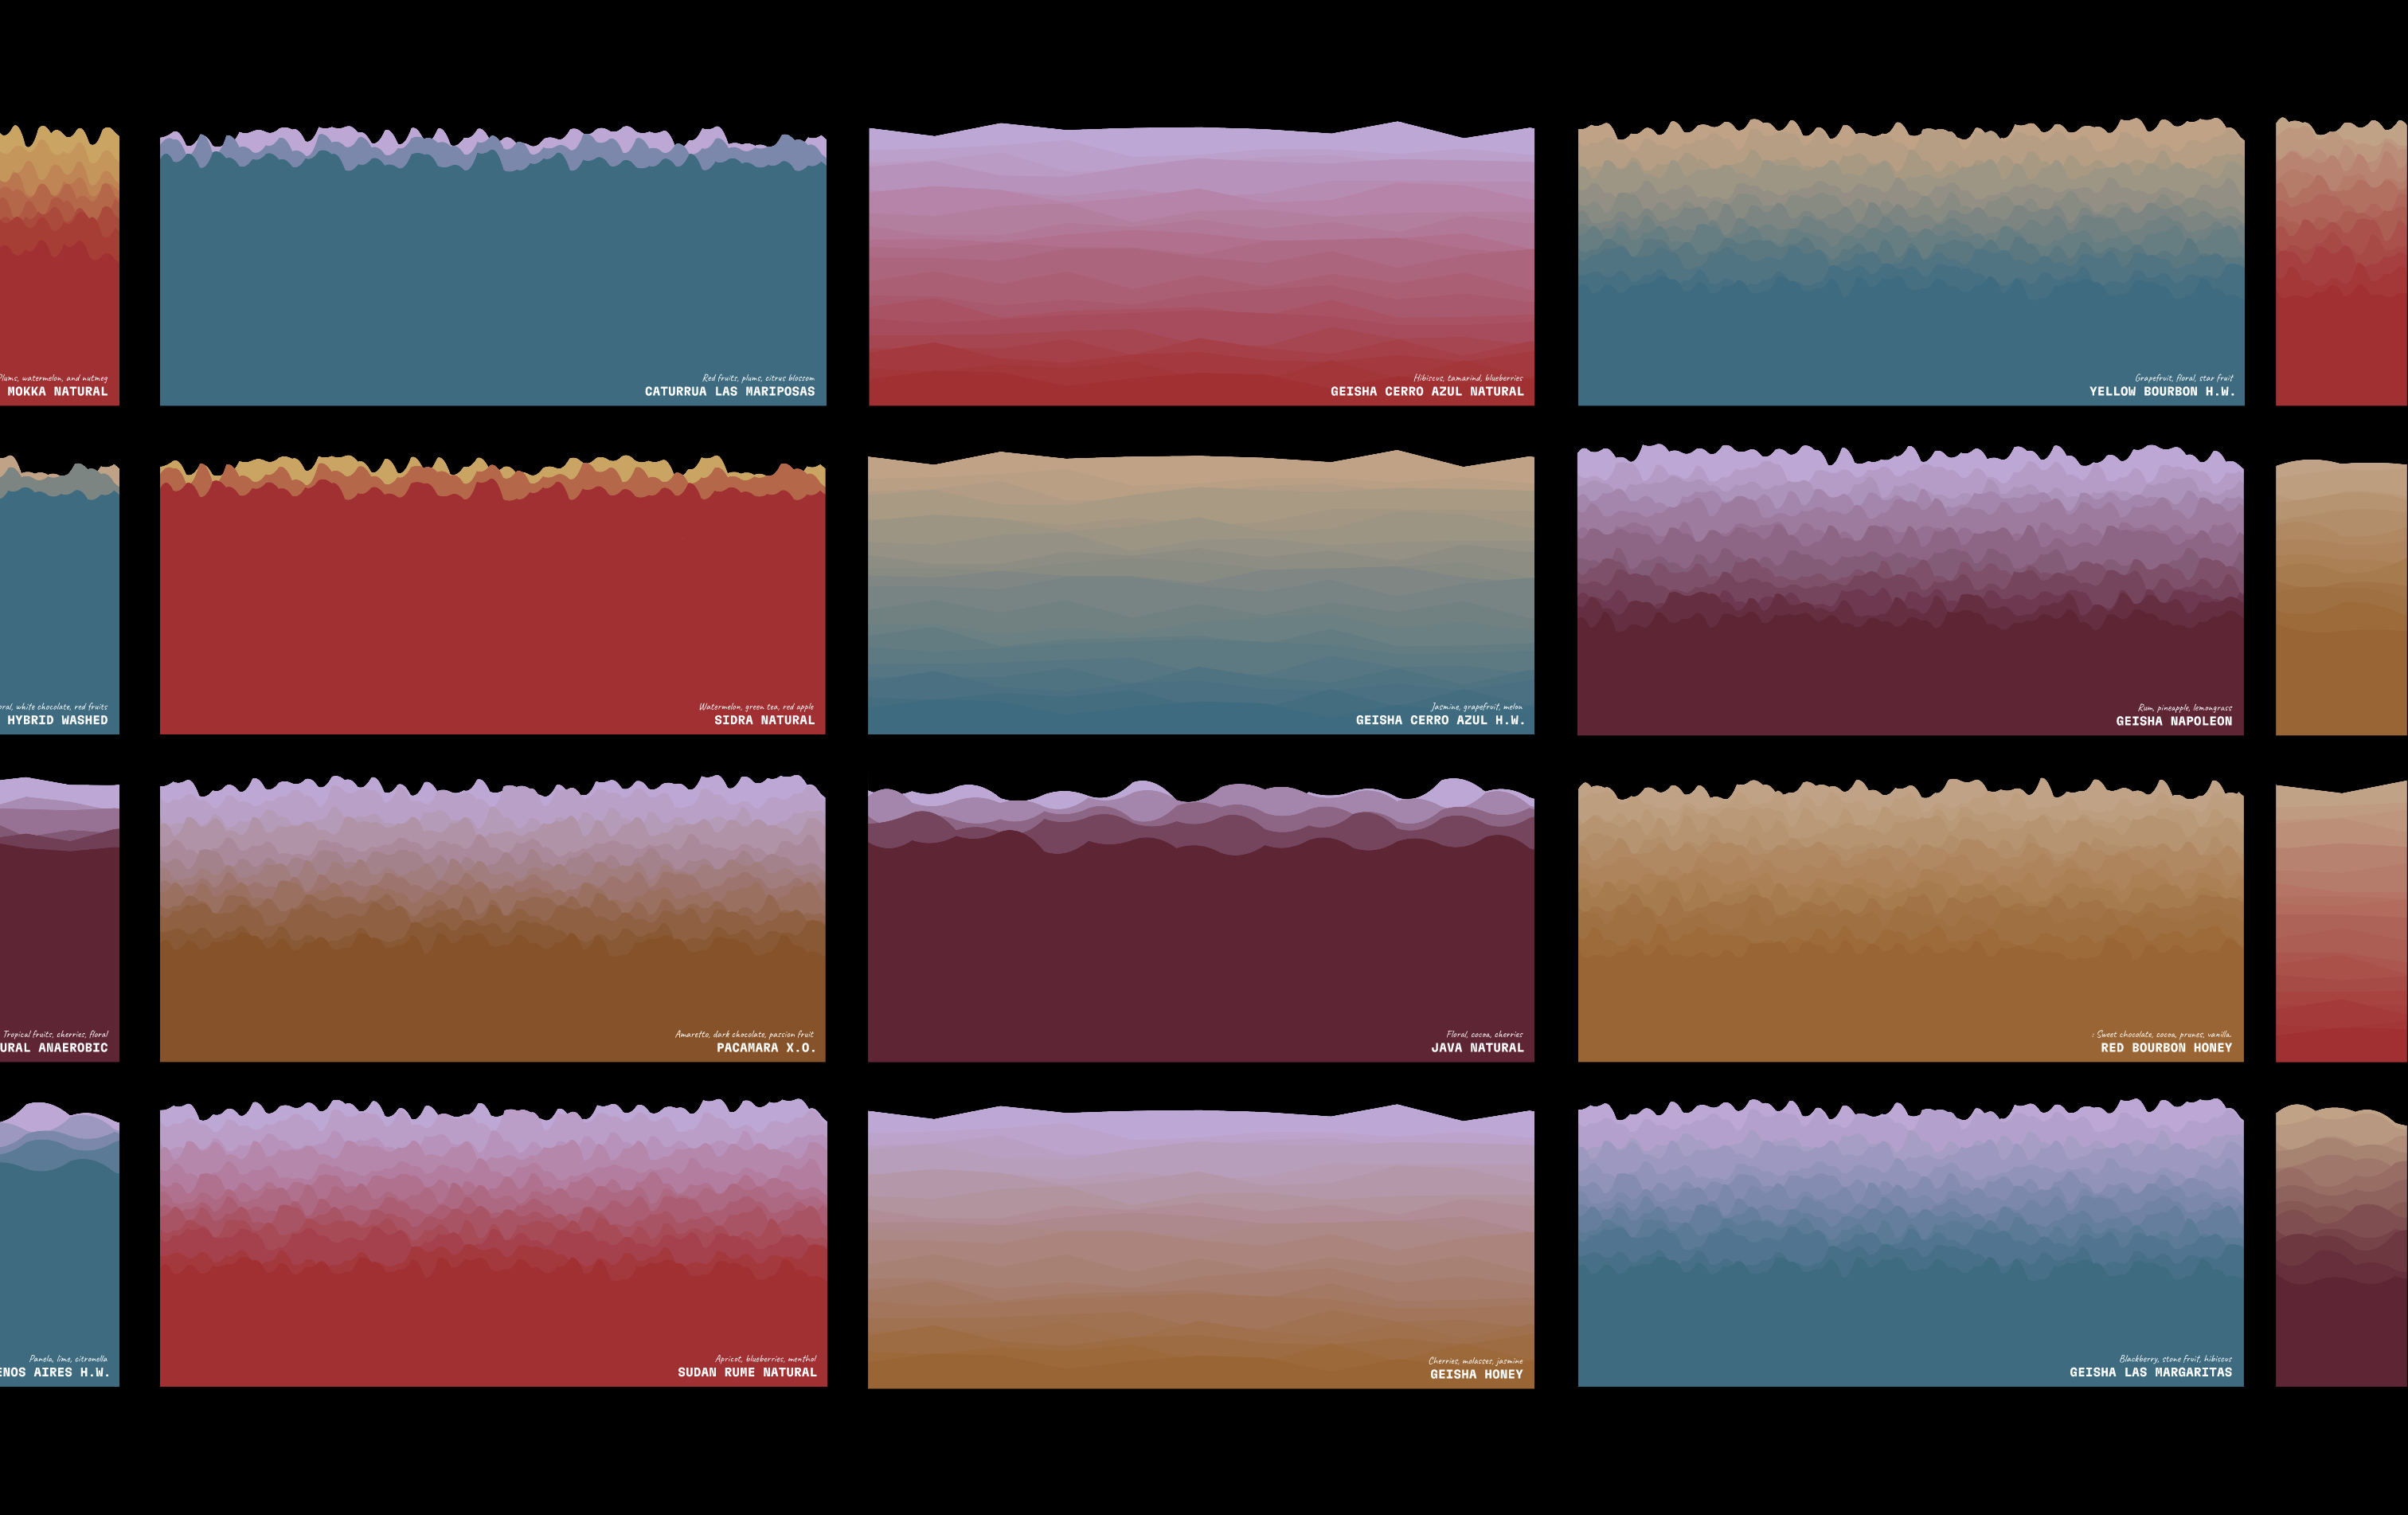 Plums, watermelon, and nutmeg
MOKKA NATURAL
Red fruits, plums, citrus blossom
CATURRUA LAS MARIPOSAS
Hibiscus, tamarind, blueberries
GEISHA CERRO AZUL NATURAL
Grapefruit, floral, star fruit
YELLOW BOURBON H.W.
white chocolate, red fruits
HYBRID WASHED
Watermelon, green tea, red apple
SIDRA NATURAL
Jasmine, grapefruit, melon
GEISHA CERRO AZUL H.W.
Rum, pineapple, lemongrass
GEISHA NAPOLEON
Tropical fruits, cherries, floral
URAL ANAEROBIC
Amaretto, dark chocolate, passion fruit
PACAMARA X.O.
Floral, cocoa, cherries
JAVA NATURAL
: Sweet chocolate, cocoa, prunes, vanilla.
RED BOURBON HONEY
Panela, lime, citronella
ENOS AIRES H.W.
Apricot, blueberries, menthol
SUDAN RUME NATURAL
Cherries, molasses, jasmine
GEISHA HONEY
Blackberry, stone fruit, hibiscus
GEISHA LAS MARGARITAS